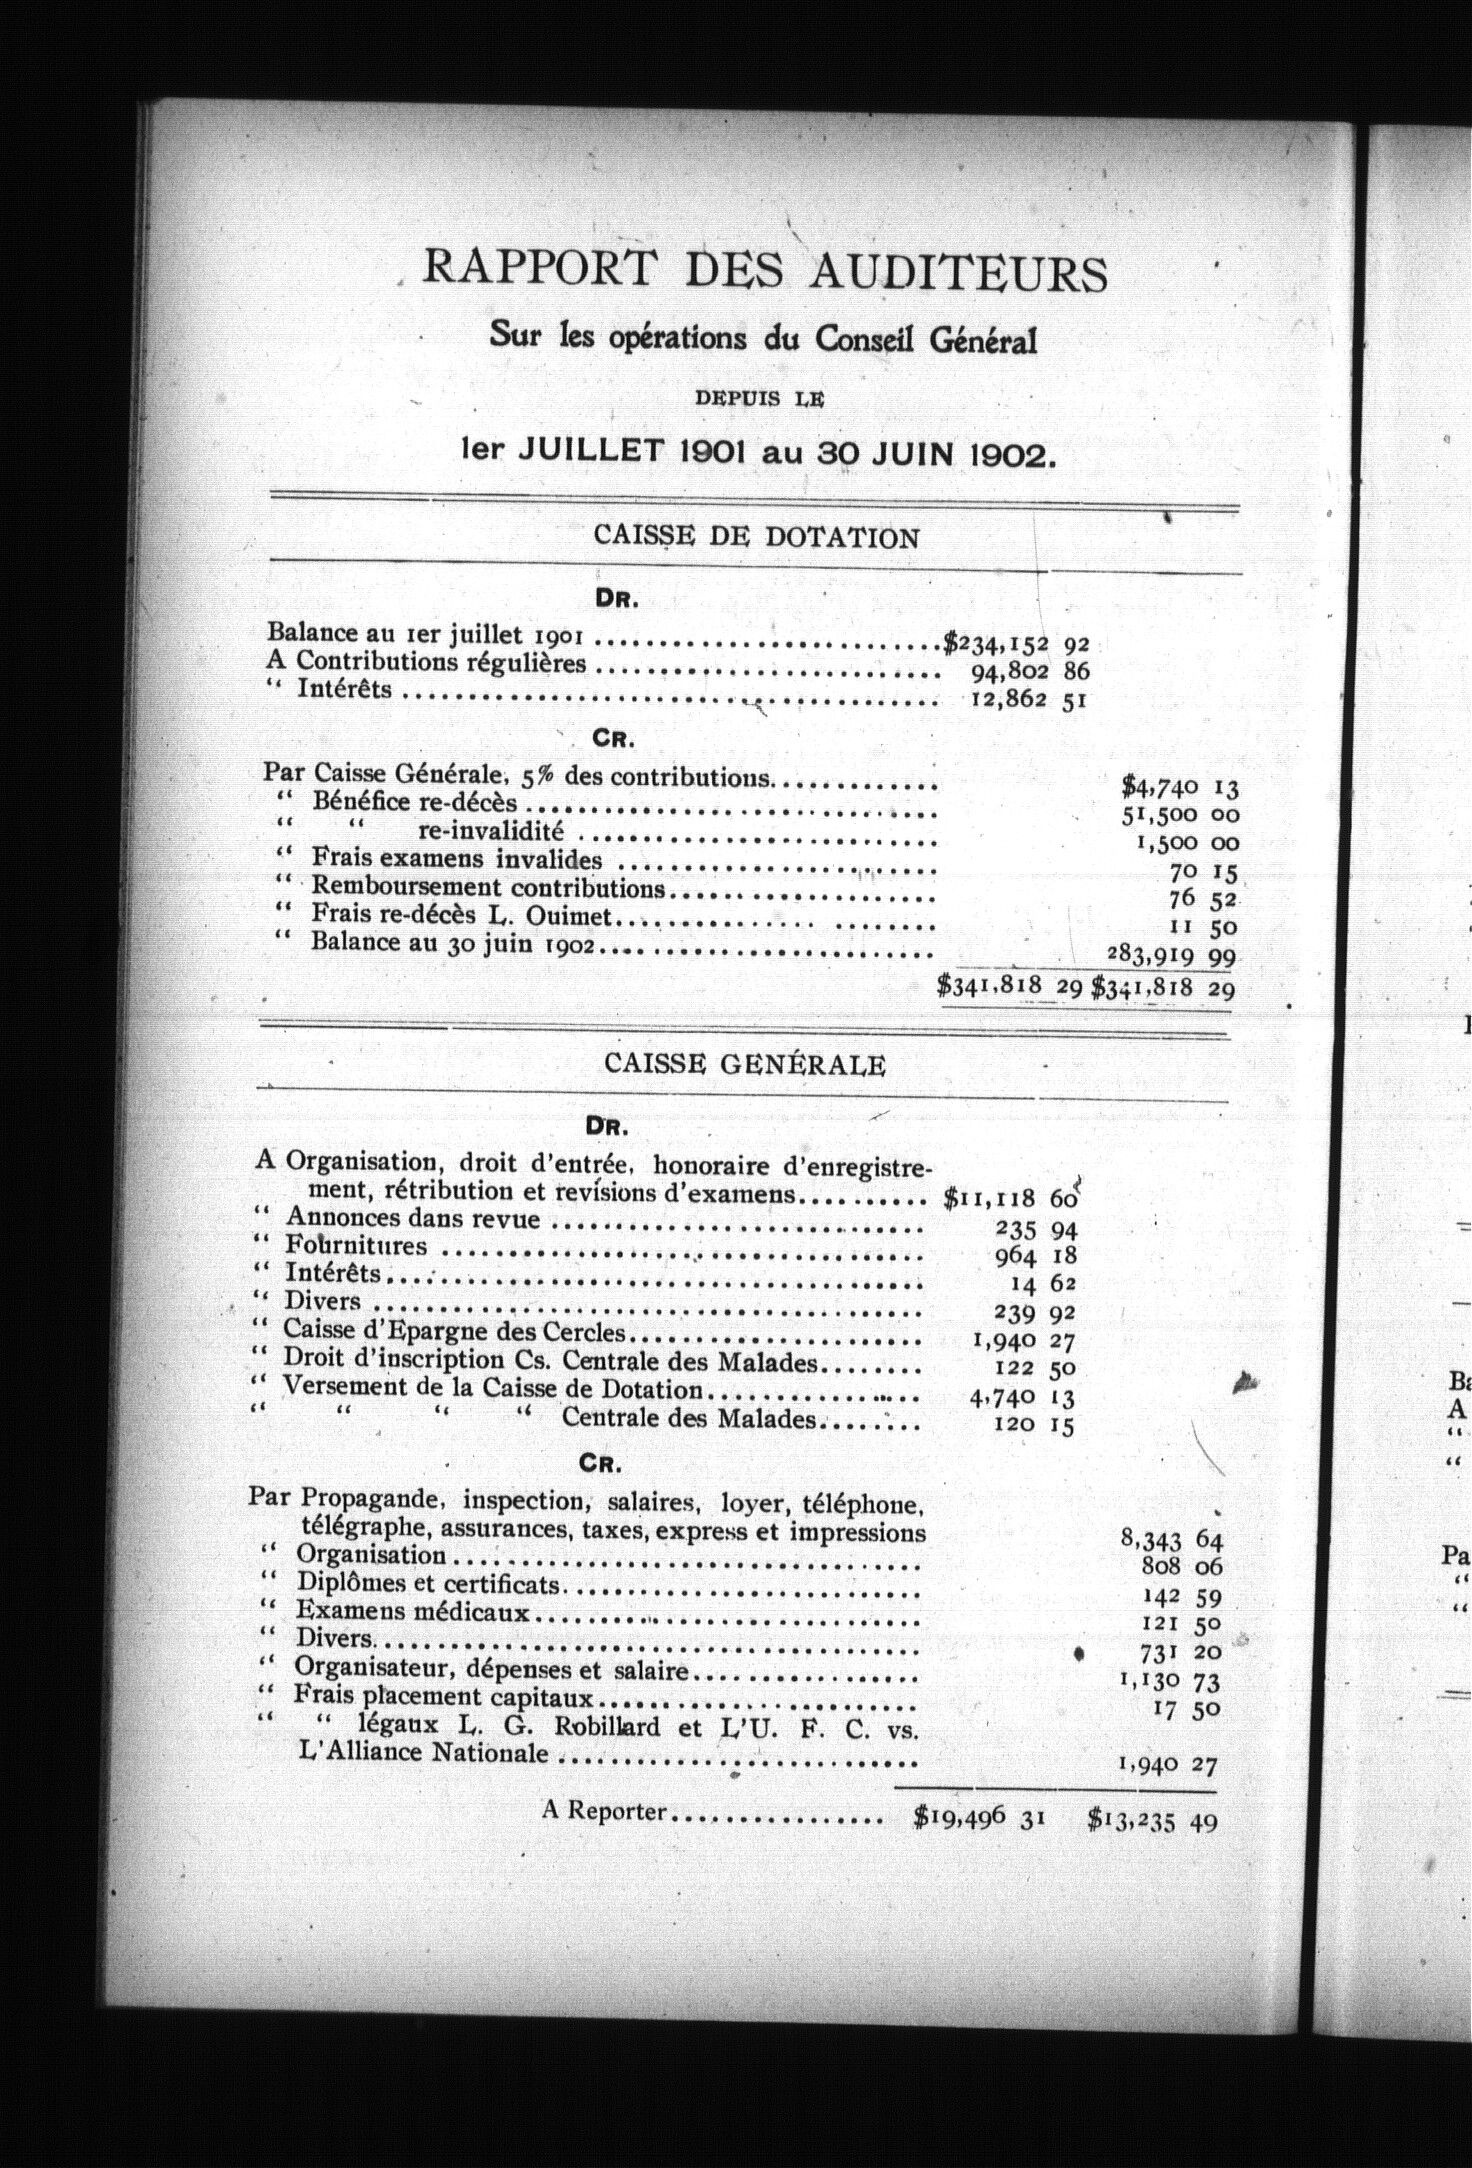 RAPPORT DES AUDITEURS
Sur les opérations du Conseil Général
DEPUIS LE
1er JUILLET 1901 au 30 JUIN 1902.
CAISSE DE DOTATION
DR.
Balance au 1er juillet 1901 ........................... $234,152 92
A Contributions régulières ........................... 94,802 86
“ Intérêts .......................................... 12,862 51
CR.
Par Caisse Générale, 5% des contributions............. $4,740 13
“ Bénéfice re-décès ................................ 51,500 00
“ “ re-invalidité ............................ 1,500 00
“ Frais examens invalides ......................... 70 15
“ Remboursement contributions..................... 76 52
“ Frais re-décès L. Ouimet............... ........ 11 50
“ Balance au 30 juin 1902.......................... 283,919 99
$341,818 29 $341,818 29
CAISSE GENÉRALE
DR.
A Organisation, droit d'entrée, honoraire d'enregistre-
ment, rétribution et revisions d'examens.......... $11,118 60
“ Annonces dans revue ............................. 235 94
“ Fournitures ..................................... 964 18
“ Intérêts......................................... 14 62
“ Divers .......................................... 239 92
“ Caisse d'Epargne des Cercles....................... 1,940 27
“ Droit d'inscription Cs. Centrale des Malades........ 122 50
“ Versement de la Caisse de Dotation................. 4,740 13
“ “ “ “ Centrale des Malades........ 120 15
CR.
Par Propagande, inspection, salaires, loyer, téléphone,
télégraphe, assurances, taxes, express et impressions 8,343 64
“ Organisation.................................... 808 06
“ Diplômes et certificats........................... 142 59
“ Examens médicaux.............................. 121 50
“ Divers.......................................... 731 20
“ Organisateur, dépenses et salaire................. 1,130 73
“ Frais placement capitaux......................... 17 50
“ “ légaux L. G. Robillard et L'U. F. C. vs.
L'Alliance Nationale ............................ 1,940 27
A Reporter................ $19,496 31 $13,235 49
Ba
A
“
“
Pa
“
“